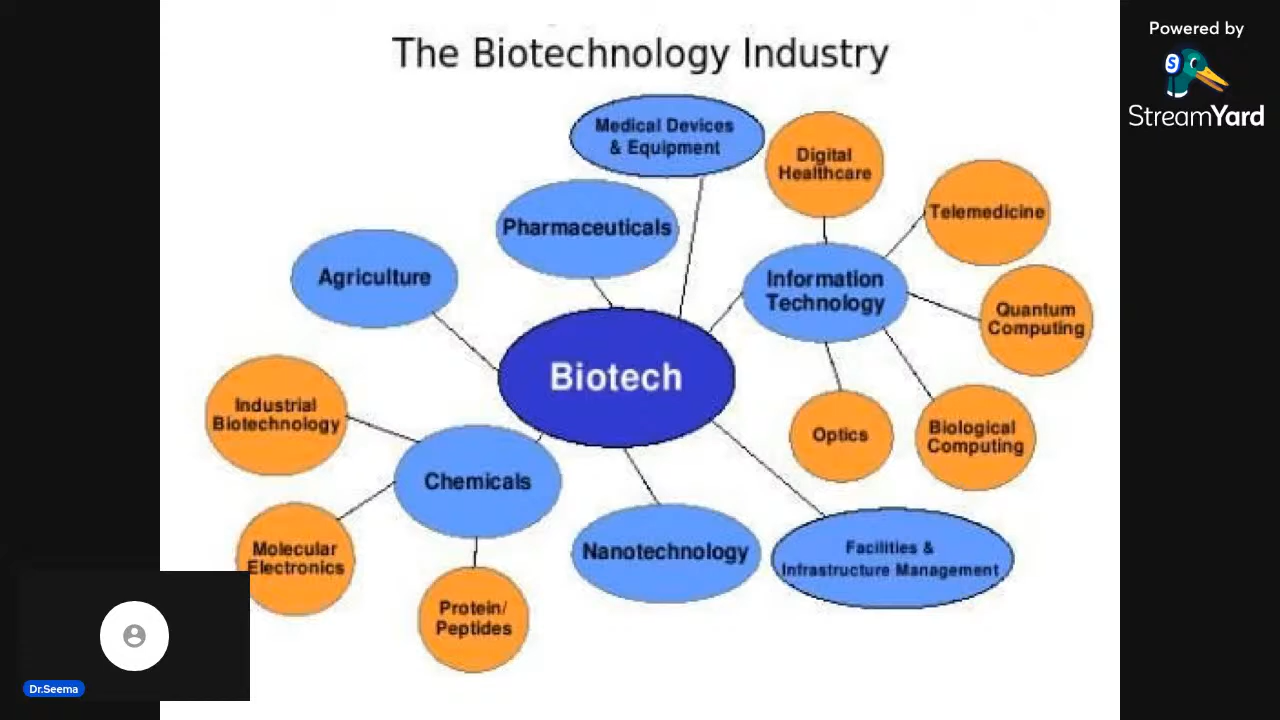 The Biotechnology Industry
Powered by
StreamYard
Medical Devices
& Equipment
Digital
Healthcare
Telemedicine
Pharmaceuticals
Agriculture
Information
Technology
Quantum
Computing
Biotech
Industrial
Biotechnology
Optics
Biological
Computing
Chemicals
Nanotechnology
Facilities &
Infrastructure Management
Molecular
Electronics
Protein/
Peptides
Dr.Seema